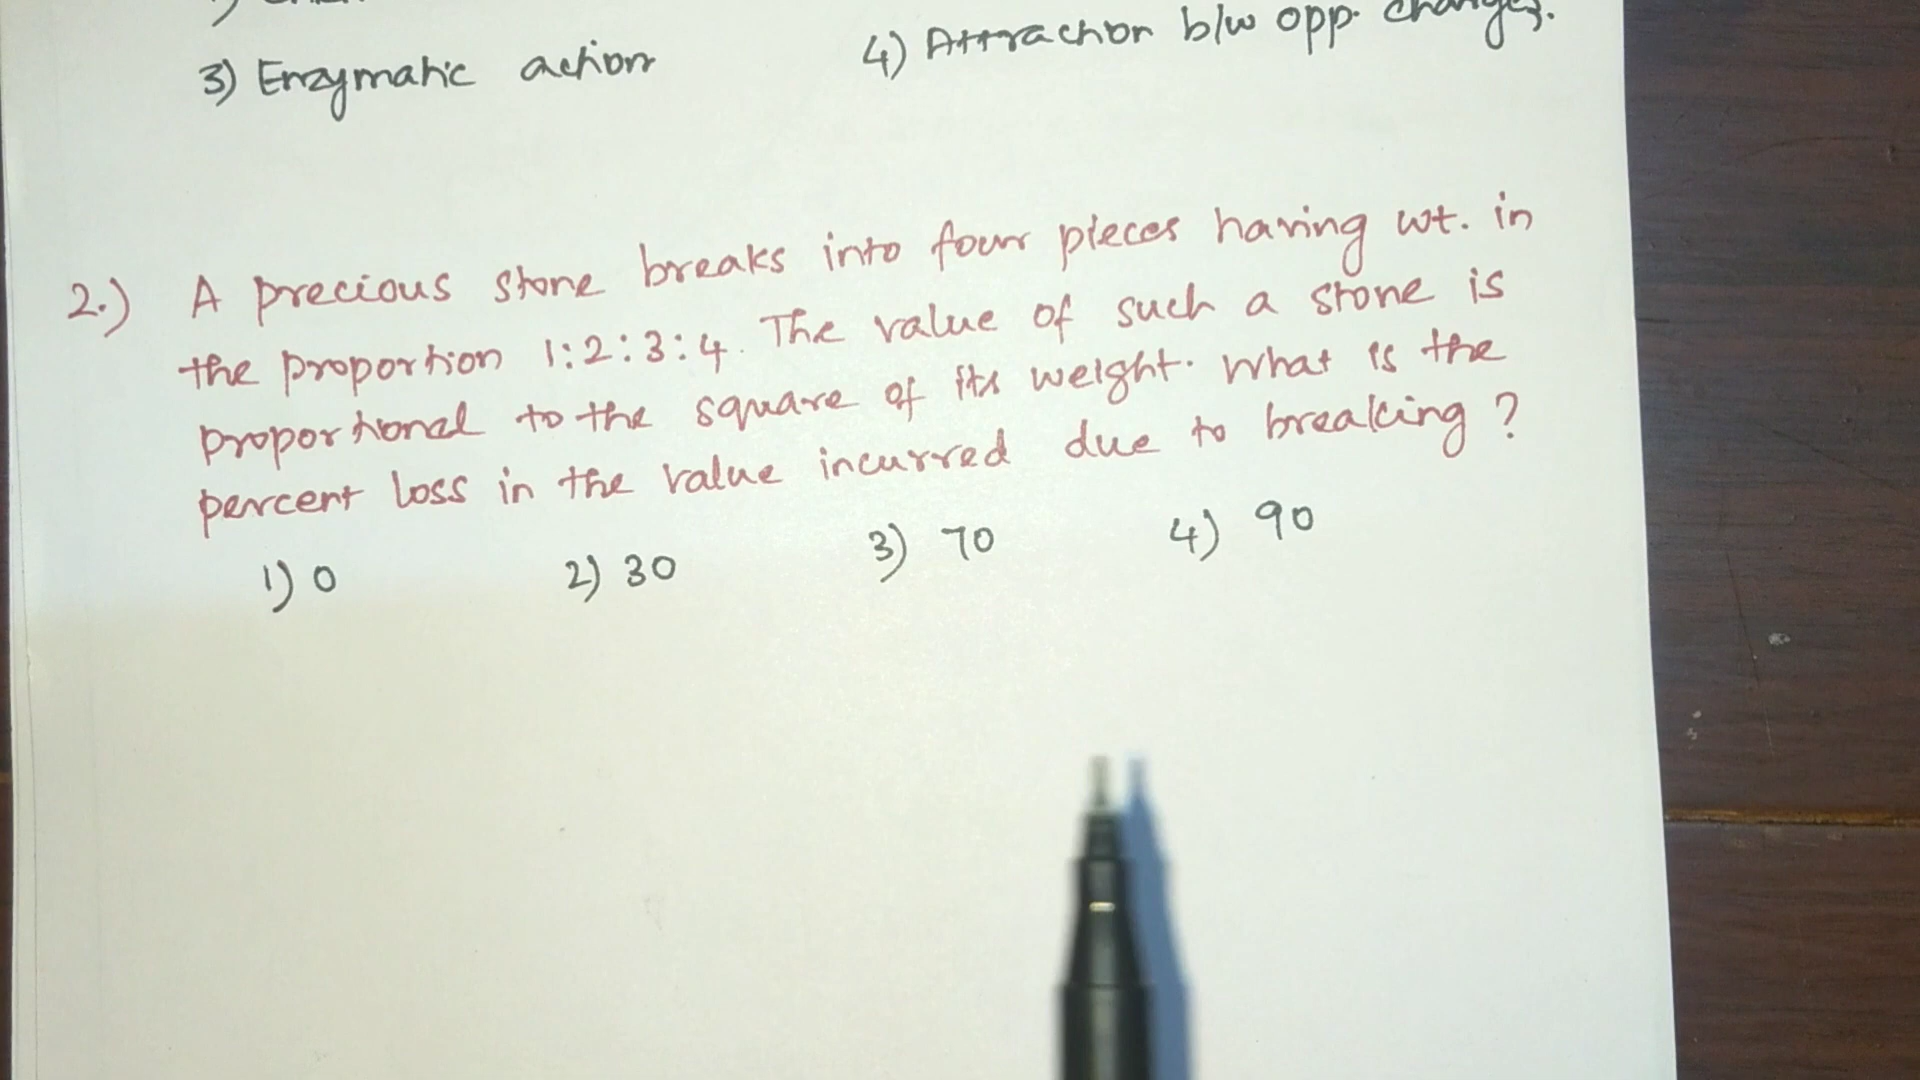 3) Enzymatic action
4) Attraction b/w opp. charges.
2.) A precious stone breaks into four pieces having wt. in
the proportion 1:2:3:4. The value of such a stone is
proportional to the square of its weight. What is the
percent loss in the value incurred due to breaking?
1) 0
2) 30
3) 70
4) 90